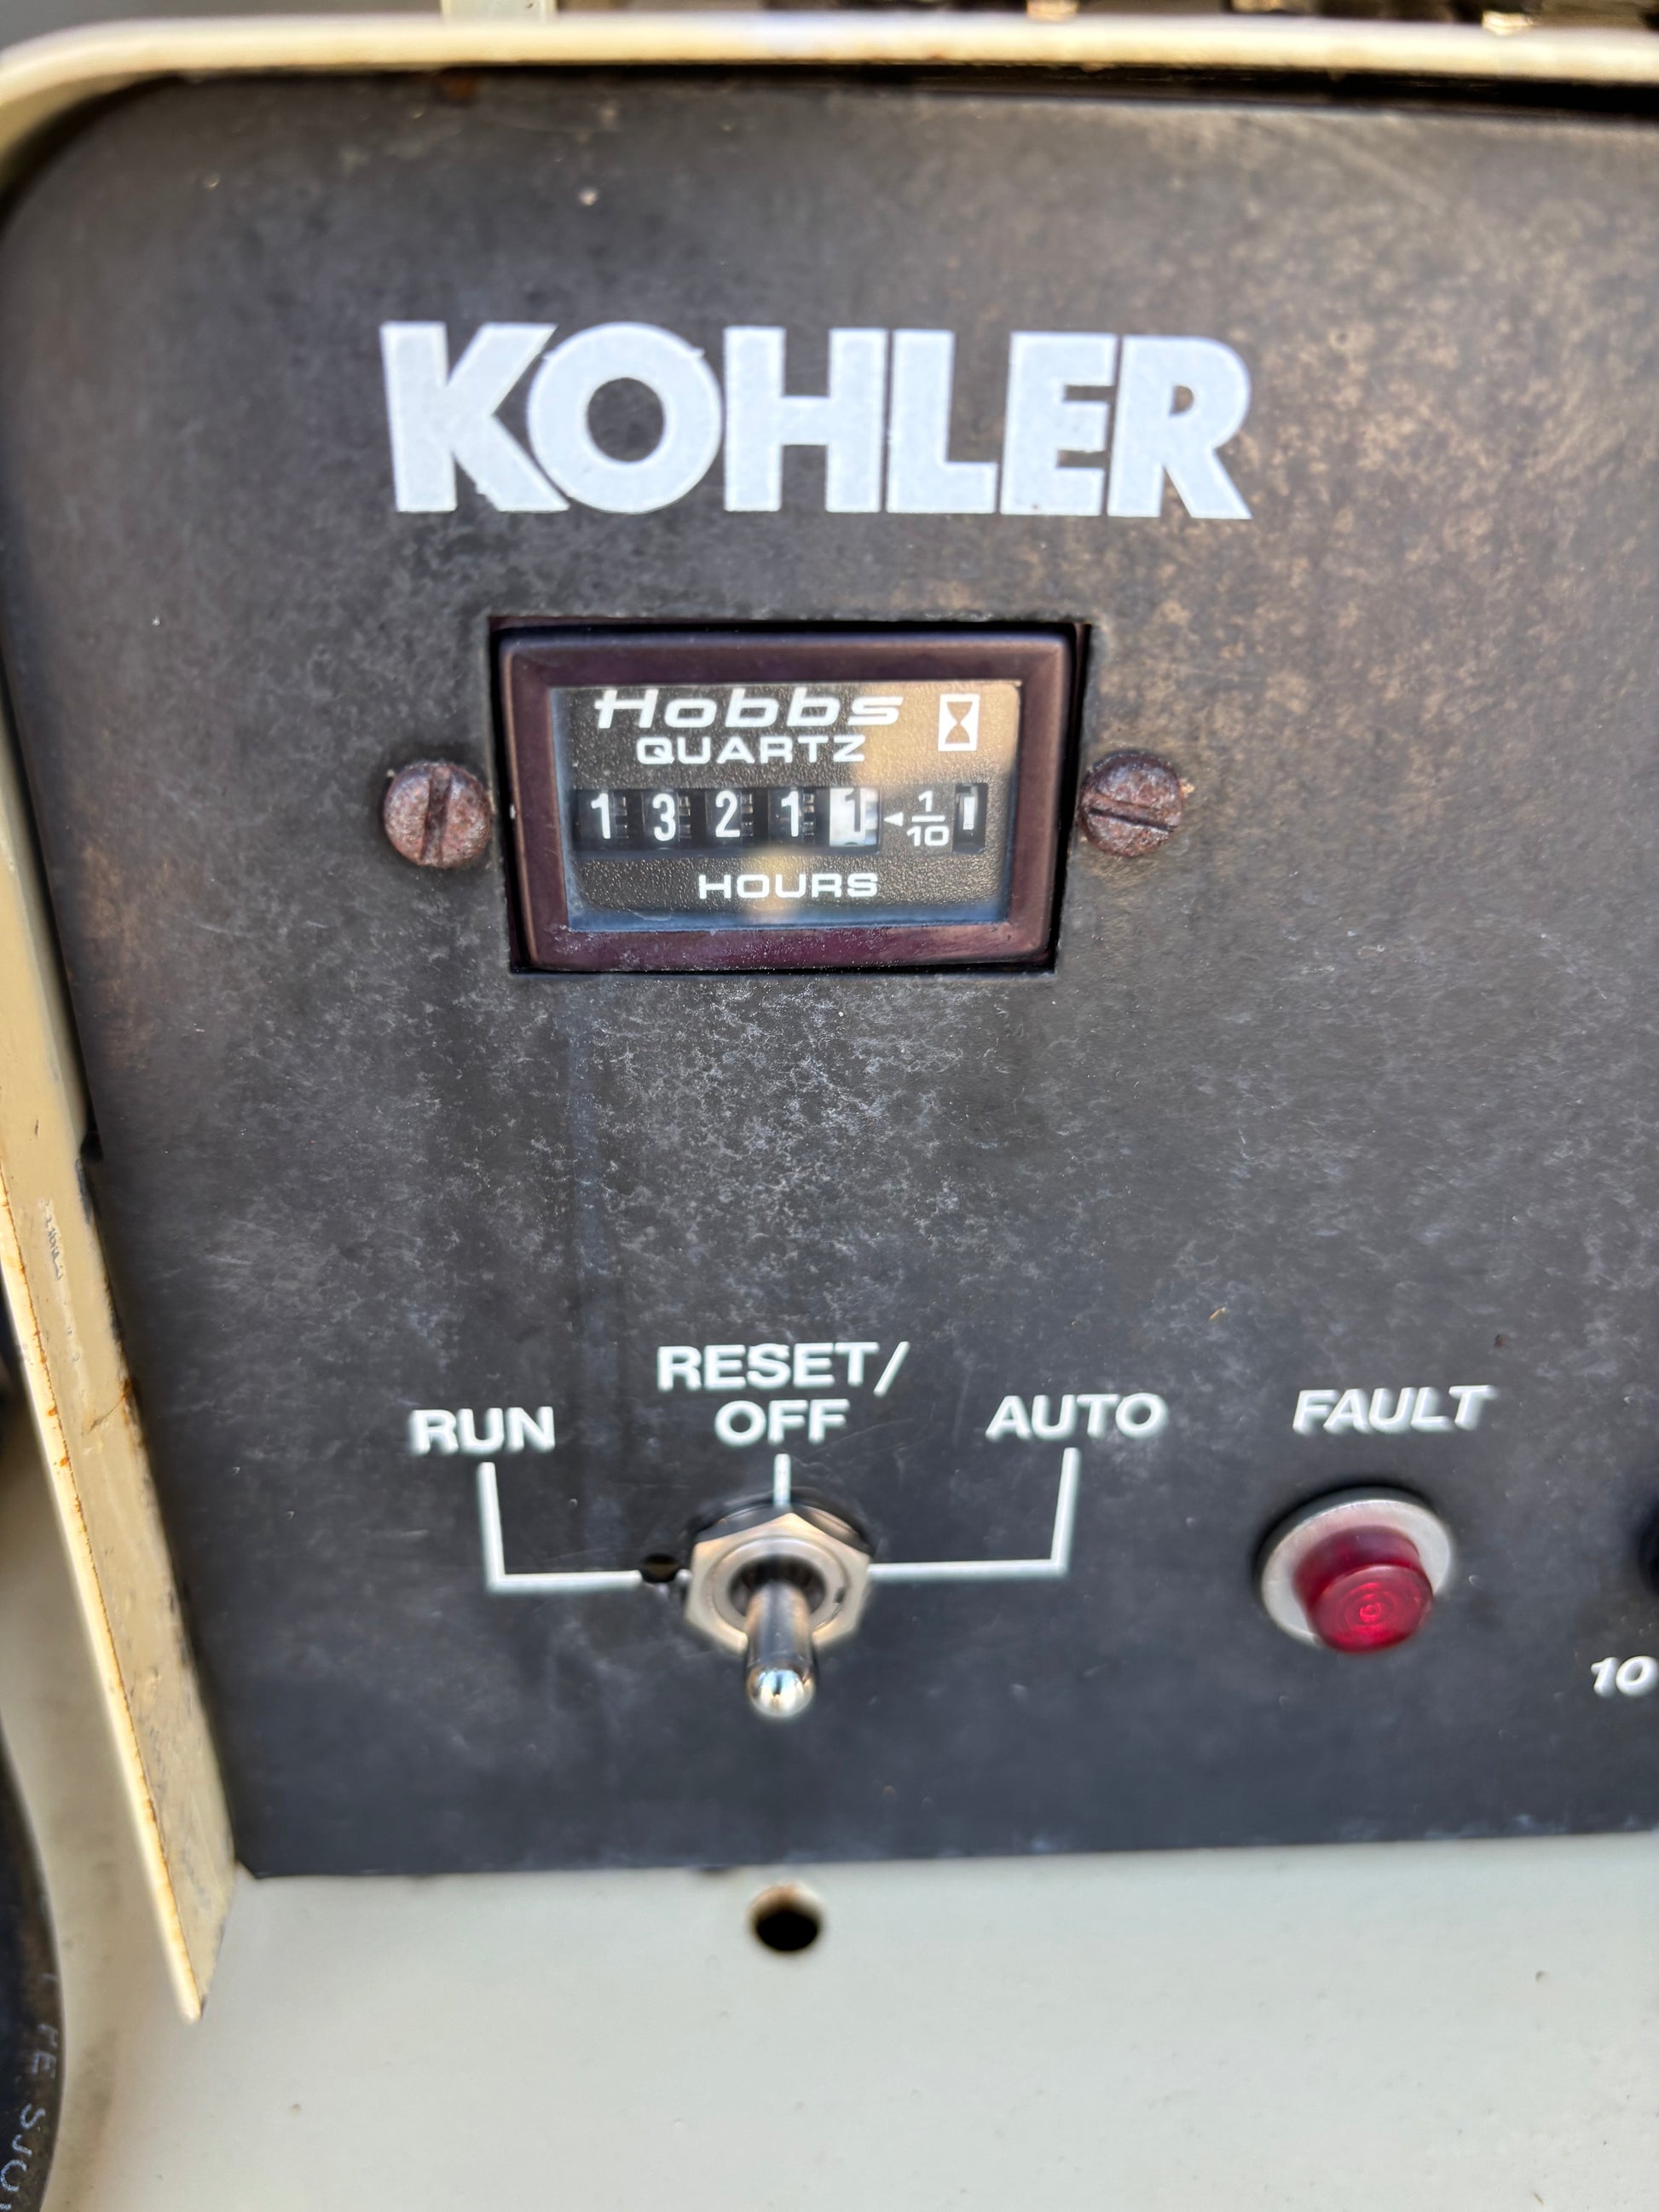 KOHLER
Hobbs
QUARTZ
1 3 2 1 1 1/10
HOURS
RESET/
OFF
RUN
AUTO
FAULT
10